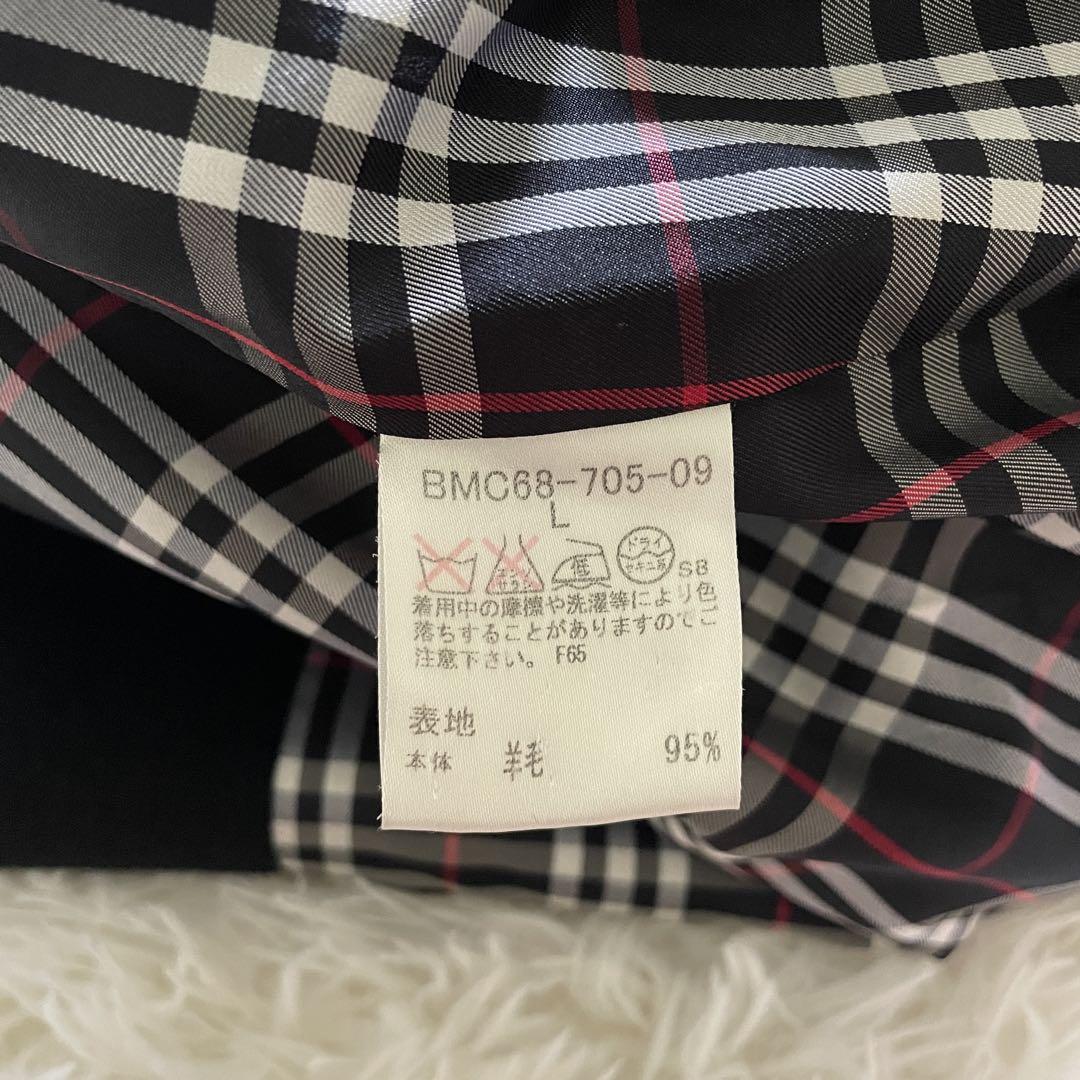 BMC68-705-09
L
低 ドライ セキユ系
S8
着用中の摩擦や洗濯等により色
落ちすることがありますのでご
注意下さい。 F65
表地
本体 羊毛 95%